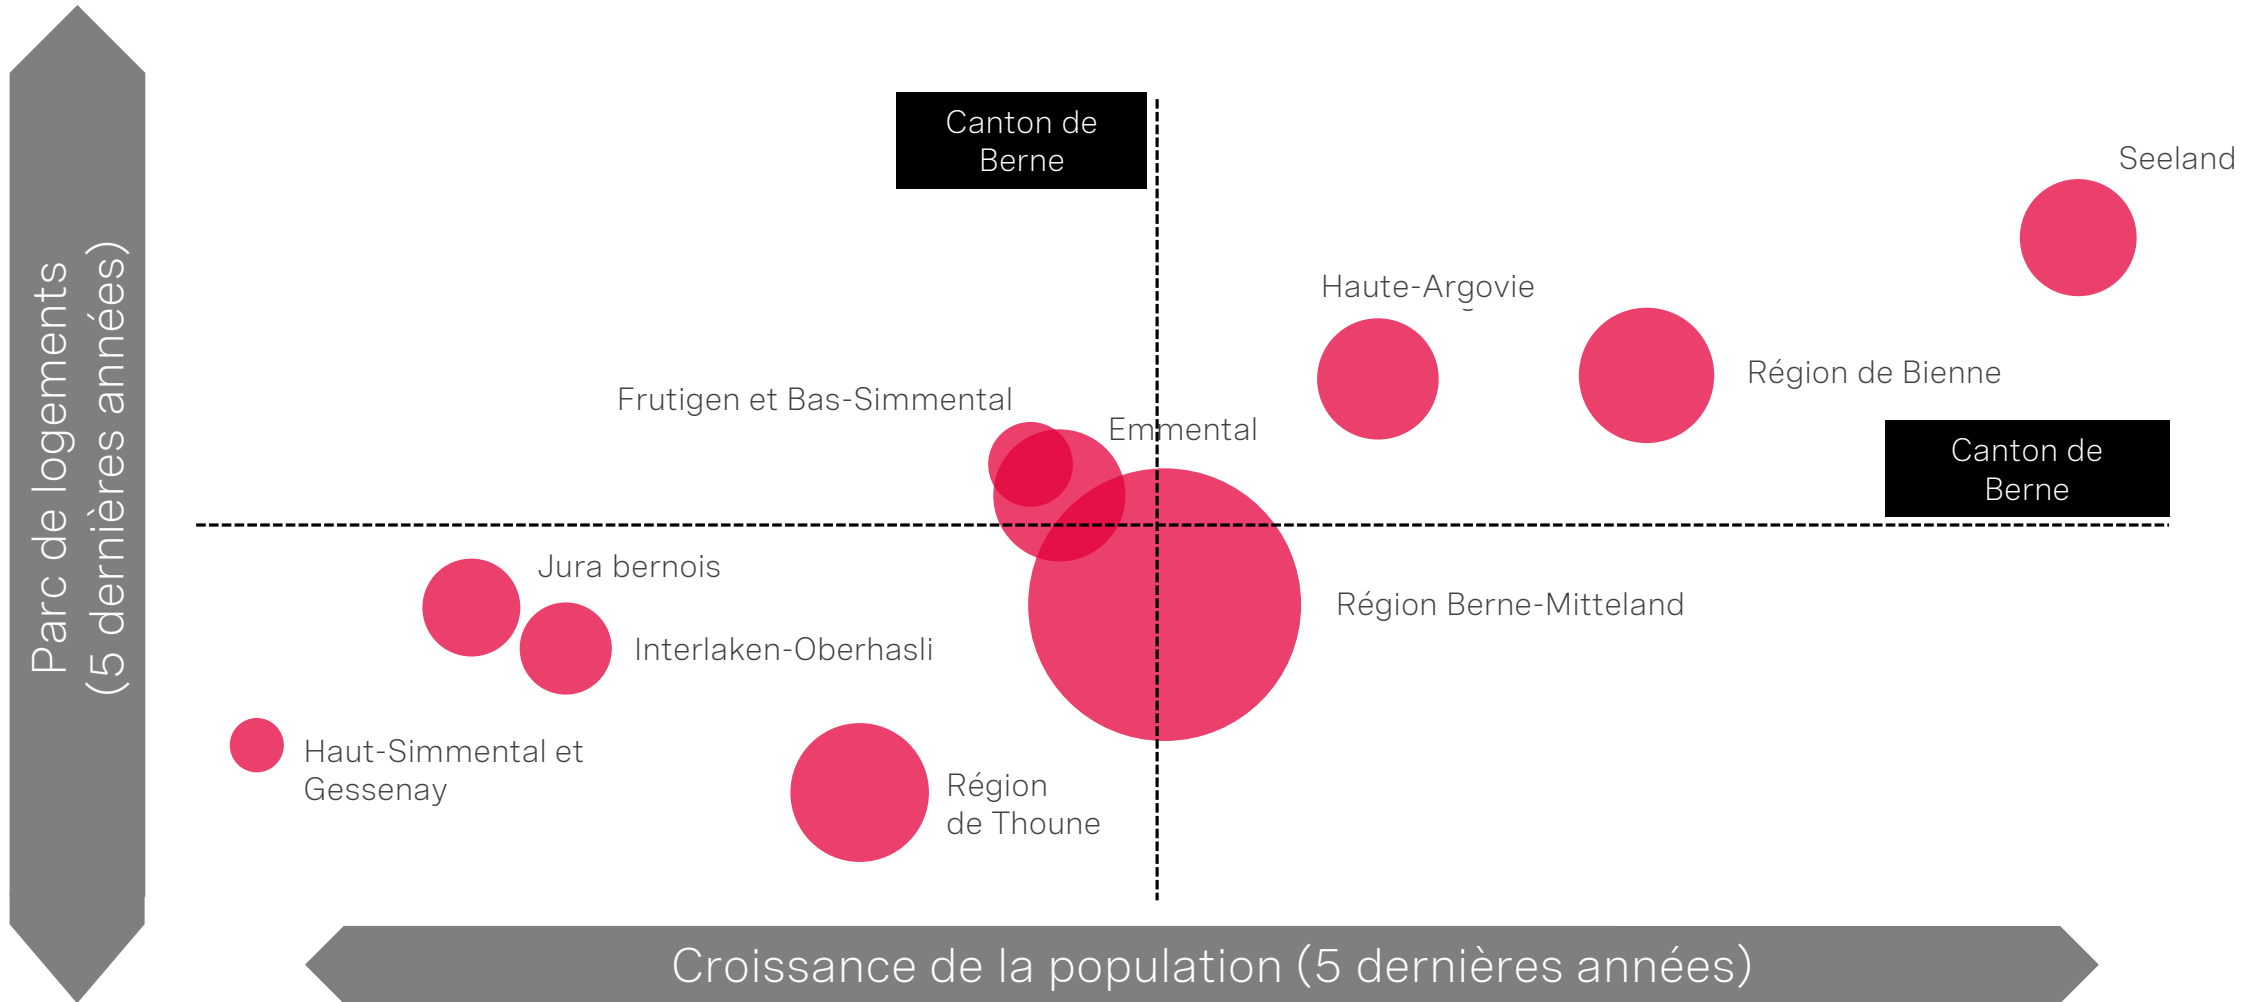 Canton de
Berne
Seeland
Haute-Argovie
Région de Bienne
Frutigen et Bas-Simmental
Emmental
Canton de
Berne
Jura bernois
Région Berne-Mitteland
Interlaken-Oberhasli
Haut-Simmental et
Gessenay
Région
de Thoune
Parc de logements
(5 dernières années)
Croissance de la population (5 dernières années)